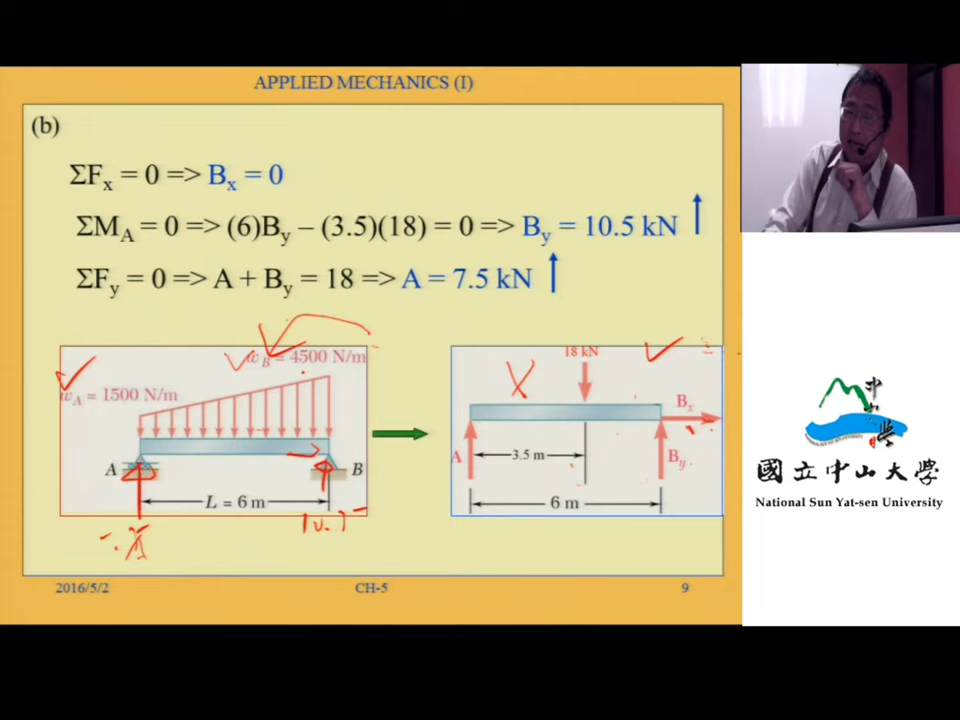 APPLIED MECHANICS (I)
(b)
ΣFx = 0 => Bx = 0
ΣMA = 0 => (6)By – (3.5)(18) = 0 => By = 10.5 kN
ΣFy = 0 => A + By = 18 => A = 7.5 kN
wB = 4500 N/m
wA = 1500 N/m
A
B
L = 6 m
18 kN
Bx
A
3.5 m
By
6 m
2016/5/2
CH-5
9
國立中山大學
National Sun Yat-sen University